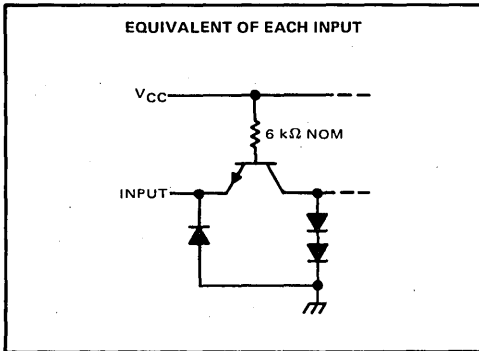 EQUIVALENT OF EACH INPUT
VCC
6 kΩ NOM
INPUT